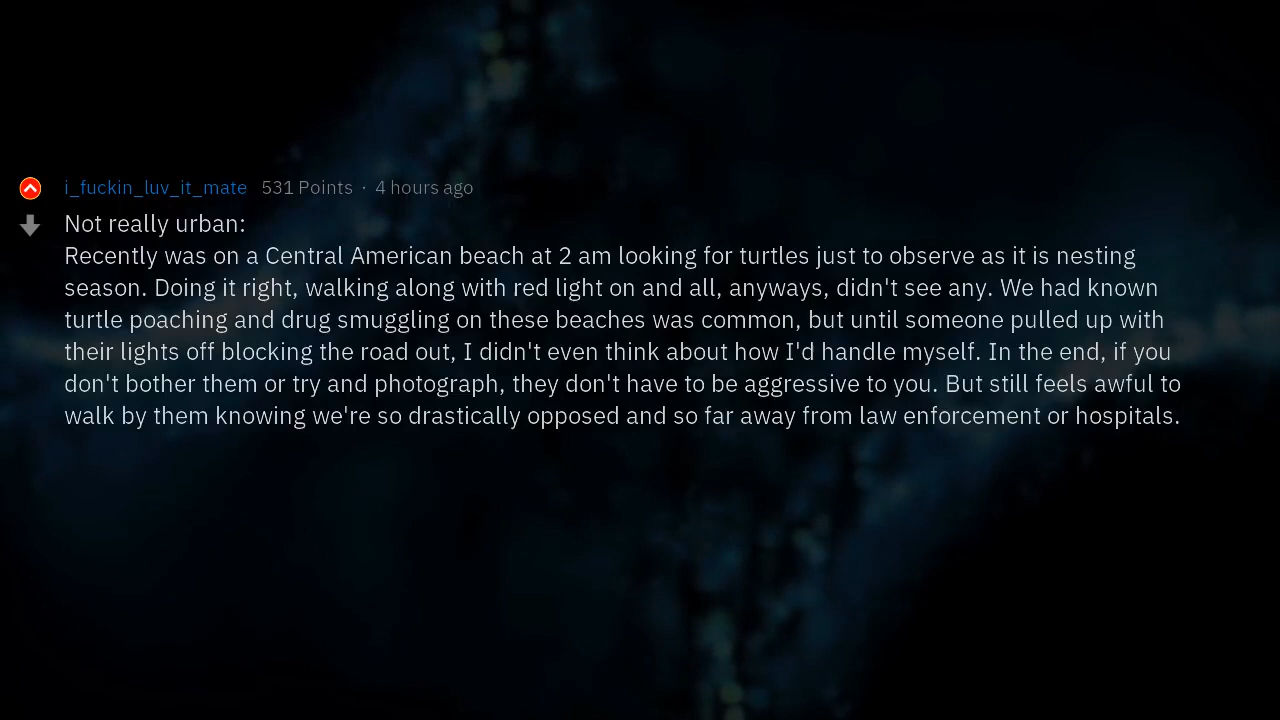 i_fuckin_luv_it_mate 531 Points · 4 hours ago
Not really urban:
Recently was on a Central American beach at 2 am looking for turtles just to observe as it is nesting
season. Doing it right, walking along with red light on and all, anyways, didn't see any. We had known
turtle poaching and drug smuggling on these beaches was common, but until someone pulled up with
their lights off blocking the road out, I didn't even think about how I'd handle myself. In the end, if you
don't bother them or try and photograph, they don't have to be aggressive to you. But still feels awful to
walk by them knowing we're so drastically opposed and so far away from law enforcement or hospitals.